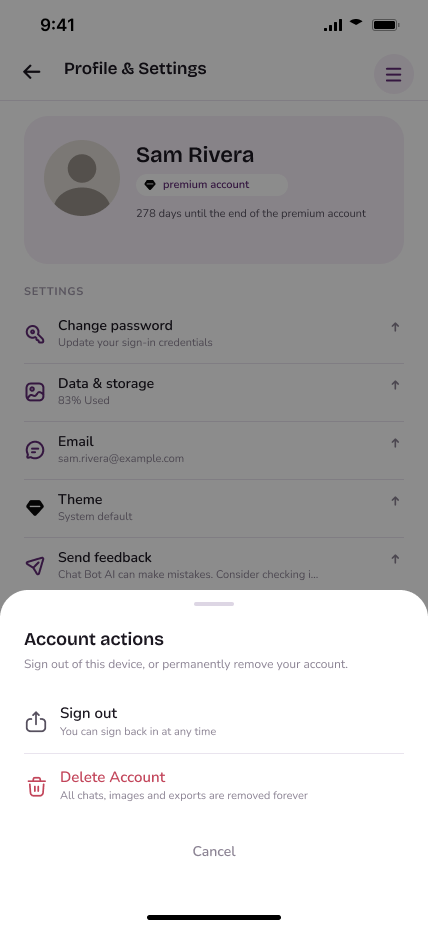 9:41
Profile & Settings
Sam Rivera
premium account
278 days until the end of the premium account
SETTINGS
Change password
Update your sign-in credentials
Data & storage
83% Used
Email
sam.rivera@example.com
Theme
System default
Send feedback
Chat Bot AI can make mistakes. Consider checking i...
Account actions
Sign out of this device, or permanently remove your account.
Sign out
You can sign back in at any time
Delete Account
All chats, images and exports are removed forever
Cancel